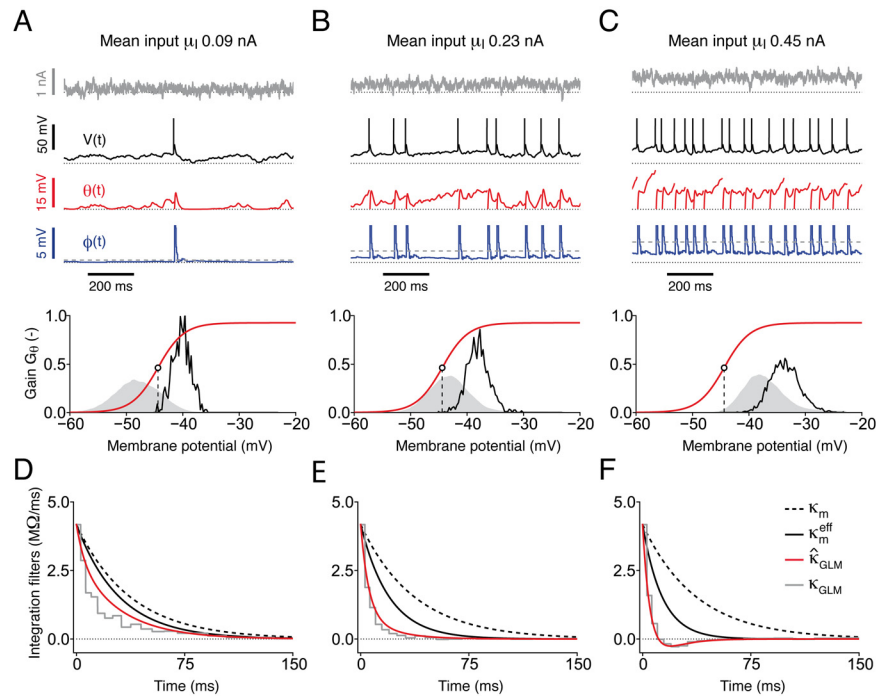 A
Mean input μI 0.09 nA
B
Mean input μI 0.23 nA
C
Mean input μI 0.45 nA
1 nA
50 mV
V(t)
15 mV
θ(t)
5 mV
ϕ(t)
200 ms
200 ms
200 ms
Gain Gθ (-)
1.0
0.5
0.0
−60 −50 −40 −30 −20
Membrane potential (mV)
1.0
0.5
0.0
−60 −50 −40 −30 −20
Membrane potential (mV)
1.0
0.5
0.0
−60 −50 −40 −30 −20
Membrane potential (mV)
D
E
F
Integration filters (MΩ/ms)
5.0
2.5
0.0
0 75 150
Time (ms)
5.0
2.5
0.0
0 75 150
Time (ms)
5.0
2.5
0.0
0 75 150
Time (ms)
κm
κm eff
κ̂GLM
κGLM